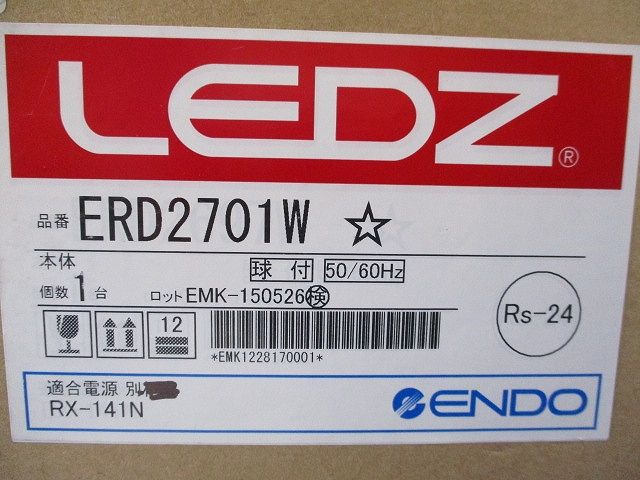 LEDZ®
品番 ERD2701W ☆
本体 球付 50/60Hz
個数 1 台 ロット EMK-150526 検
Rs-24
12
*EMK1228170001*
適合電源 別
RX-141N
ENDO